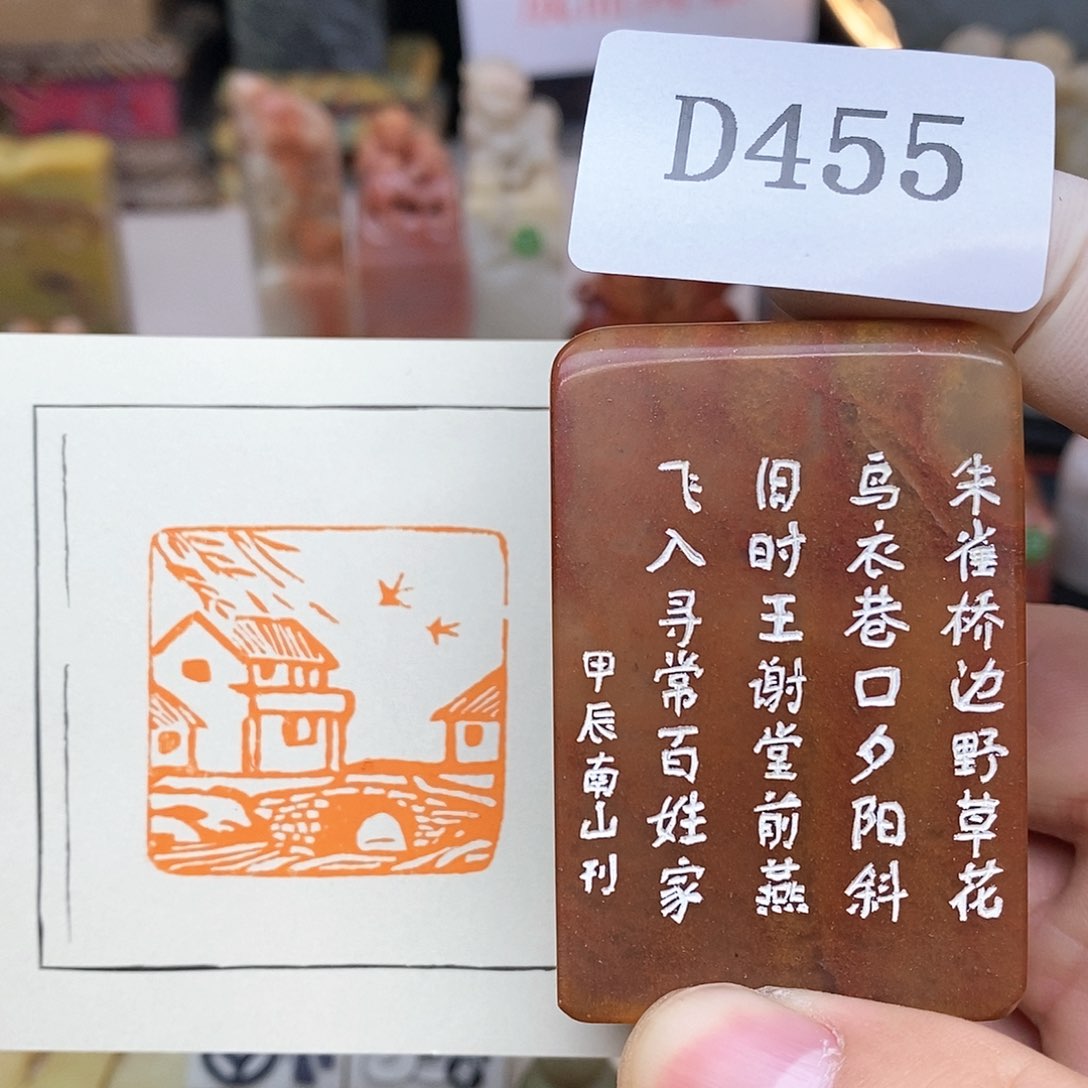 D455
朱雀桥边野草花
乌衣巷口夕阳斜
旧时王谢堂前燕
飞入寻常百姓家
甲辰南山刊